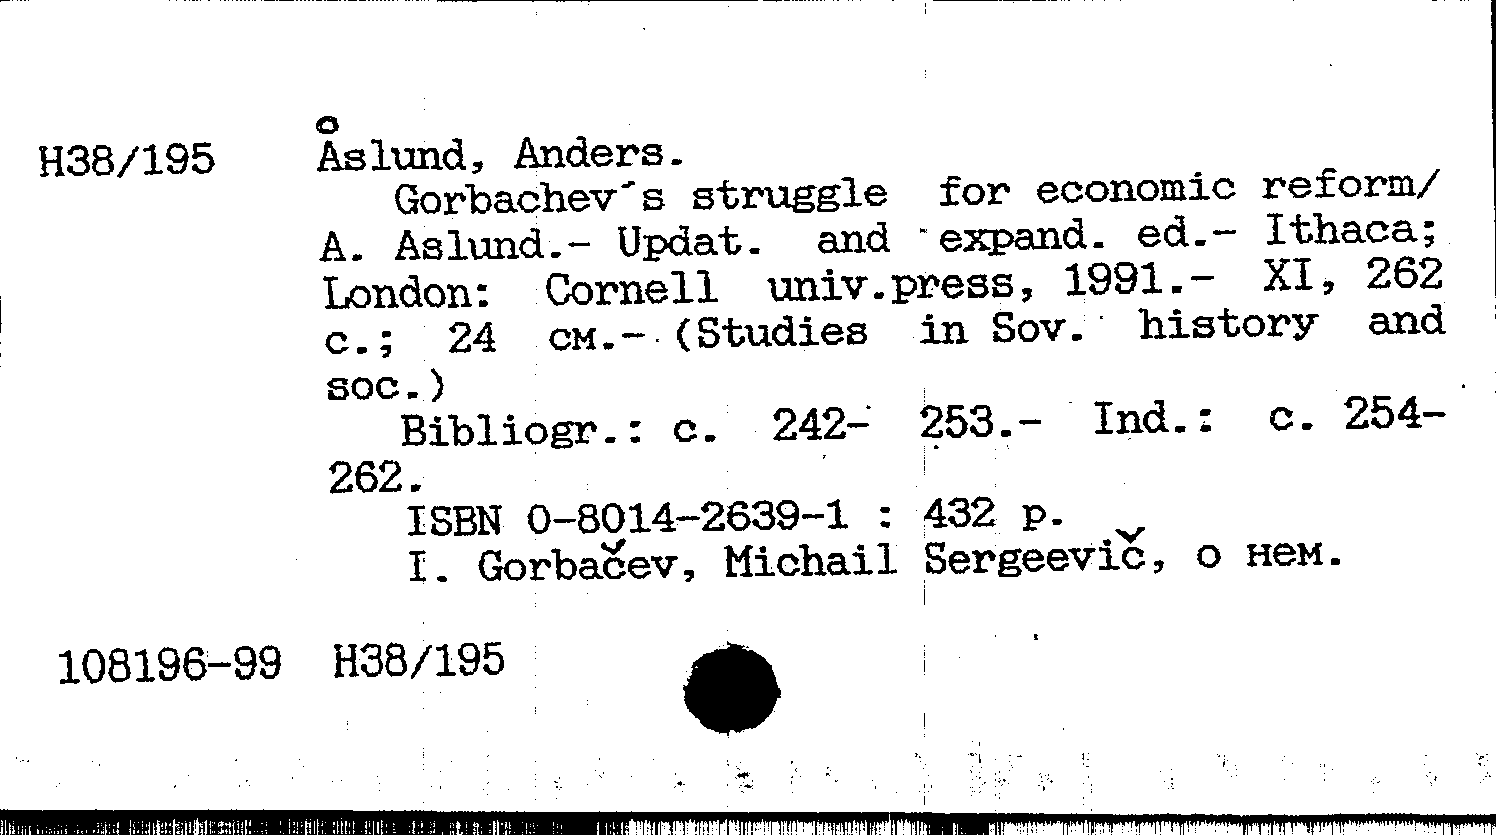 H38/195 Åslund, Anders.
Gorbachev´s struggle for economic reform/
A. Aslund.- Updat. and expand. ed.- Ithaca;
London: Cornell univ.press, 1991.- XI, 262
c.; 24 см.- (Studies in Sov. history and
soc.)
Bibliogr.: c. 242- 253.- Ind.: c. 254-
262.
ISBN 0-8014-2639-1 : 432 p.
I. Gorbačev, Michail Sergeevič, о нем.
108196-99 H38/195